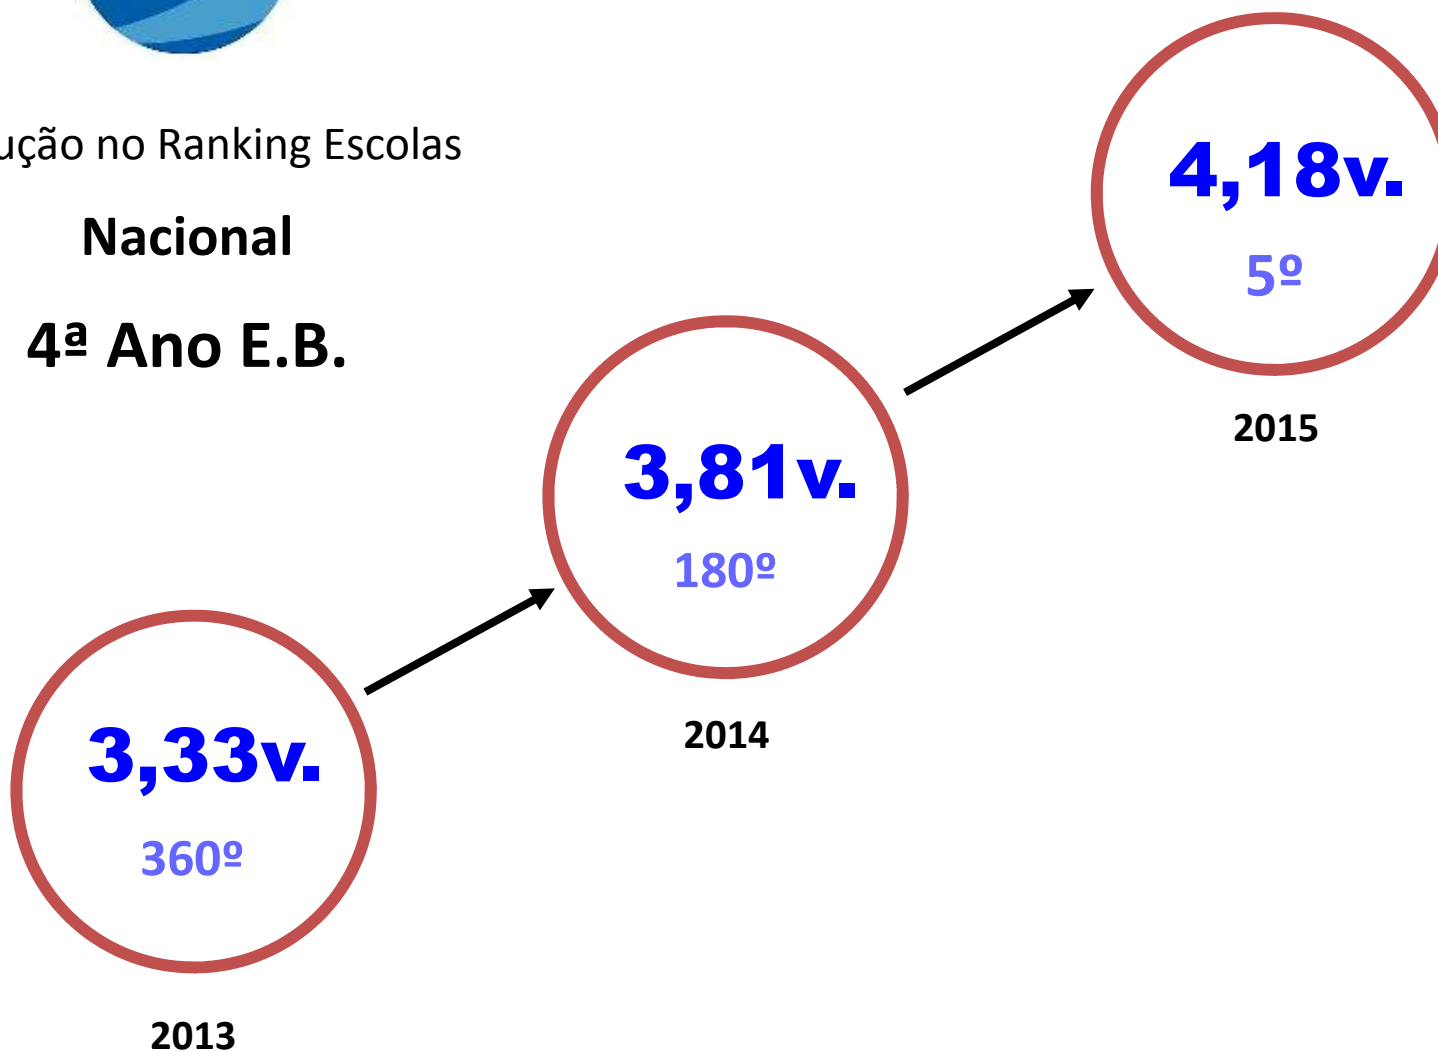 ução no Ranking Escolas
Nacional
4ª Ano E.B.
4,18v.
5º
2015
3,81v.
180º
2014
3,33v.
360º
2013